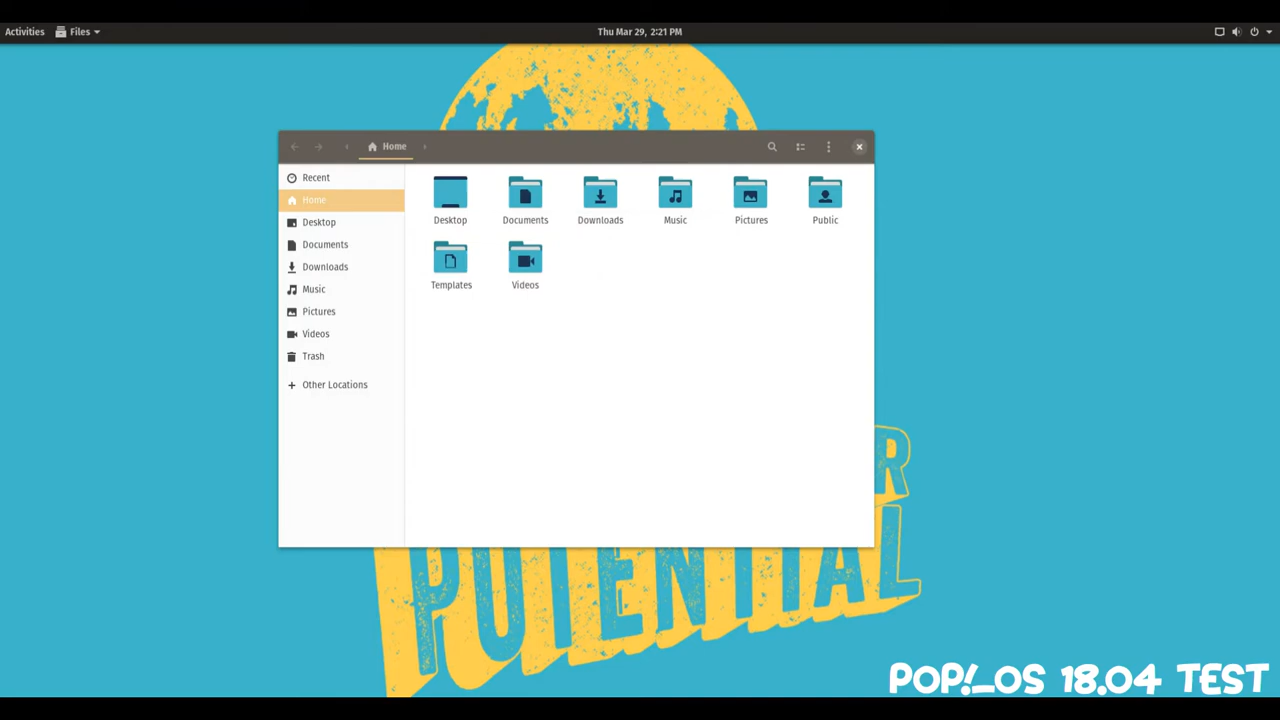 Activities Files Thu Mar 29, 2:21 PM
Home
Recent
Home
Desktop
Documents
Downloads
Music
Pictures
Videos
Trash
Other Locations
Desktop Documents Downloads Music Pictures Public
Templates Videos
R
POTENTIAL
POP!_OS 18.04 TEST